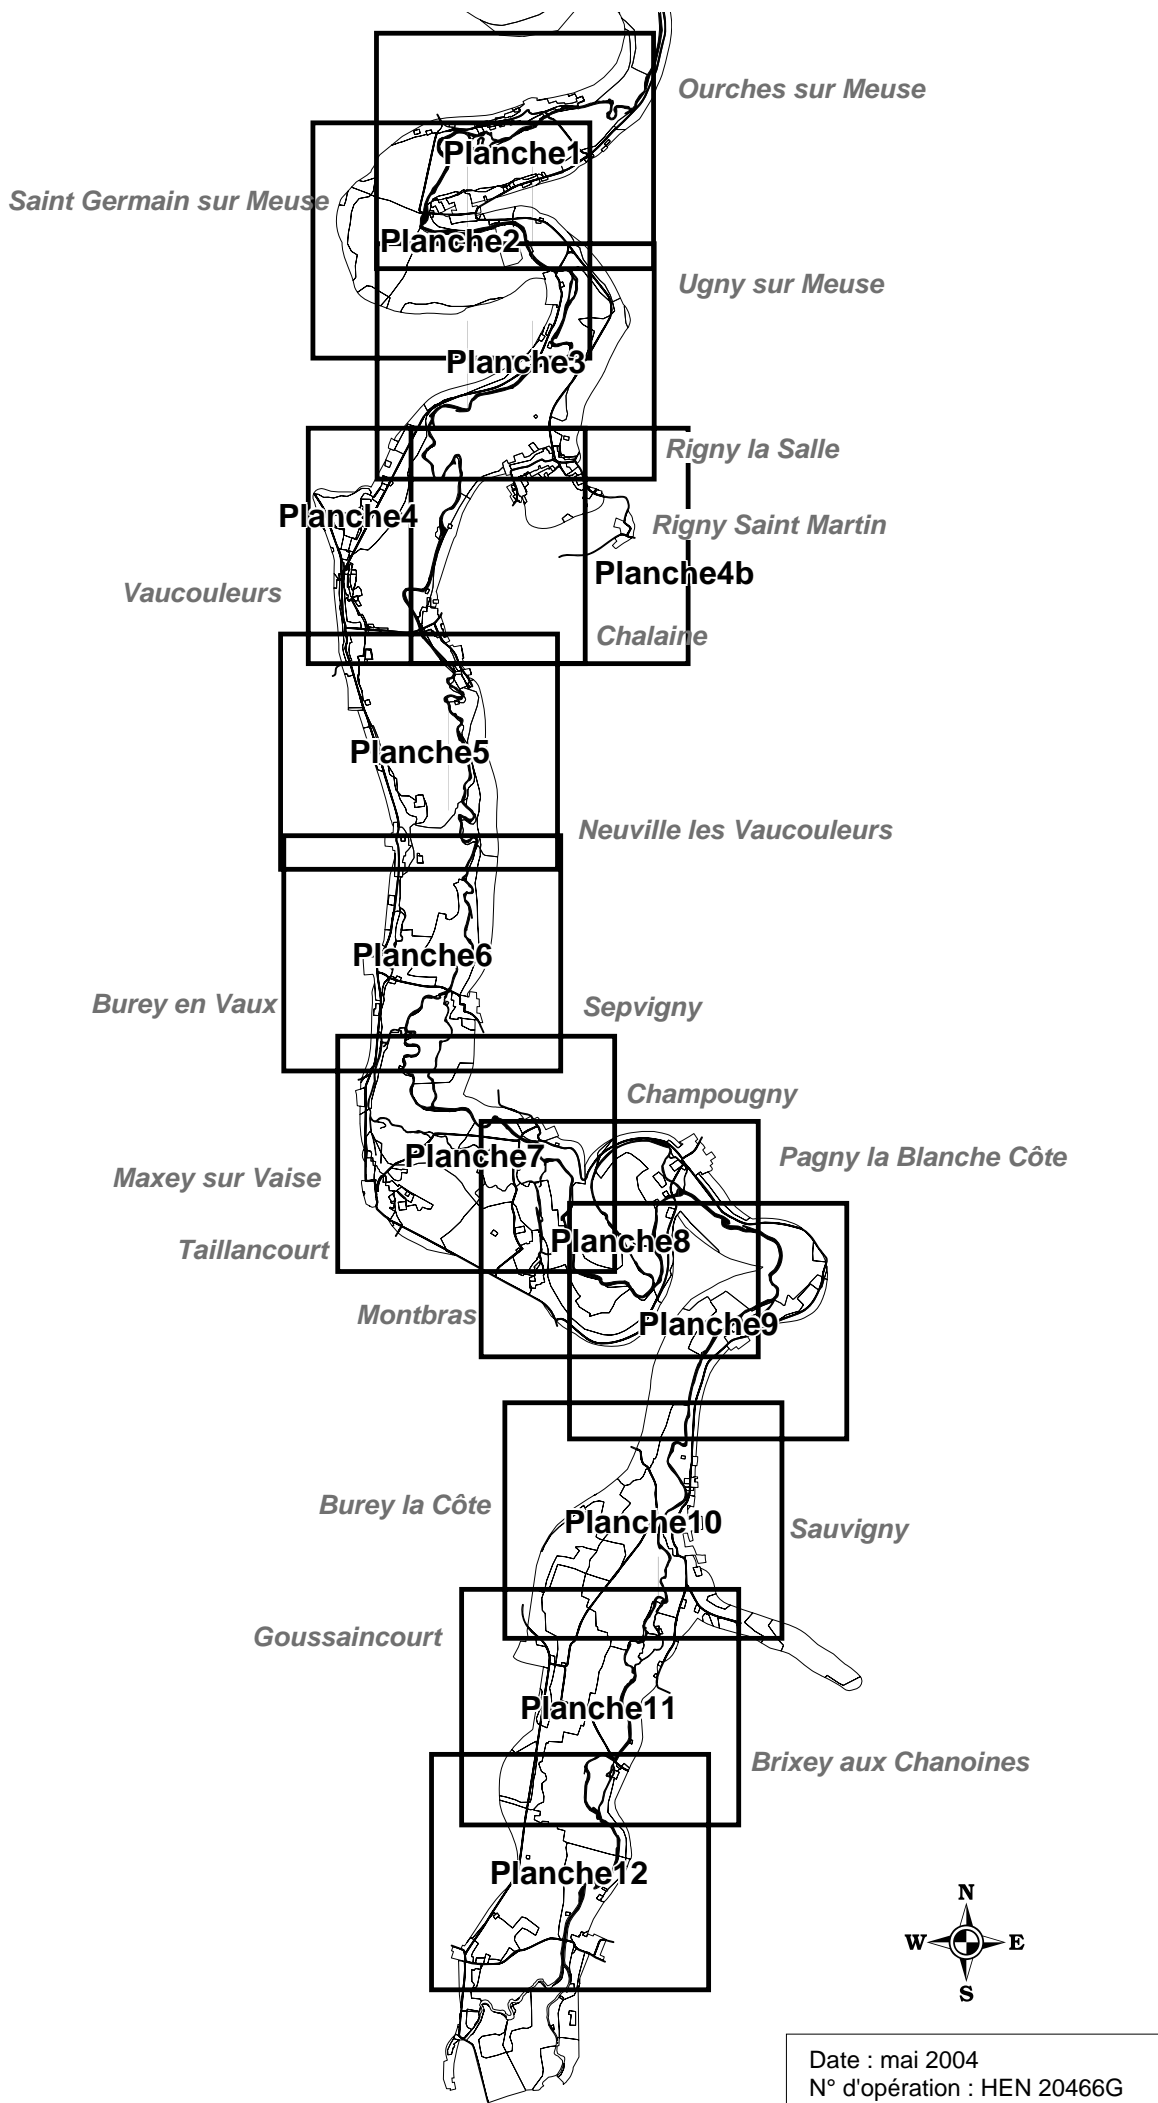 Ourches sur Meuse
Planche1
Saint Germain sur Meuse
Planche2
Ugny sur Meuse
Planche3
Rigny la Salle
Planche4
Rigny Saint Martin
Planche4b
Vaucouleurs
Chalaine
Planche5
Neuville les Vaucouleurs
Planche6
Burey en Vaux
Sepvigny
Champougny
Planche7
Pagny la Blanche Côte
Maxey sur Vaise
Planche8
Taillancourt
Montbras
Planche9
Burey la Côte
Planche10
Sauvigny
Goussaincourt
Planche11
Brixey aux Chanoines
Planche12
N
W E
S
Date : mai 2004
N° d'opération : HEN 20466G